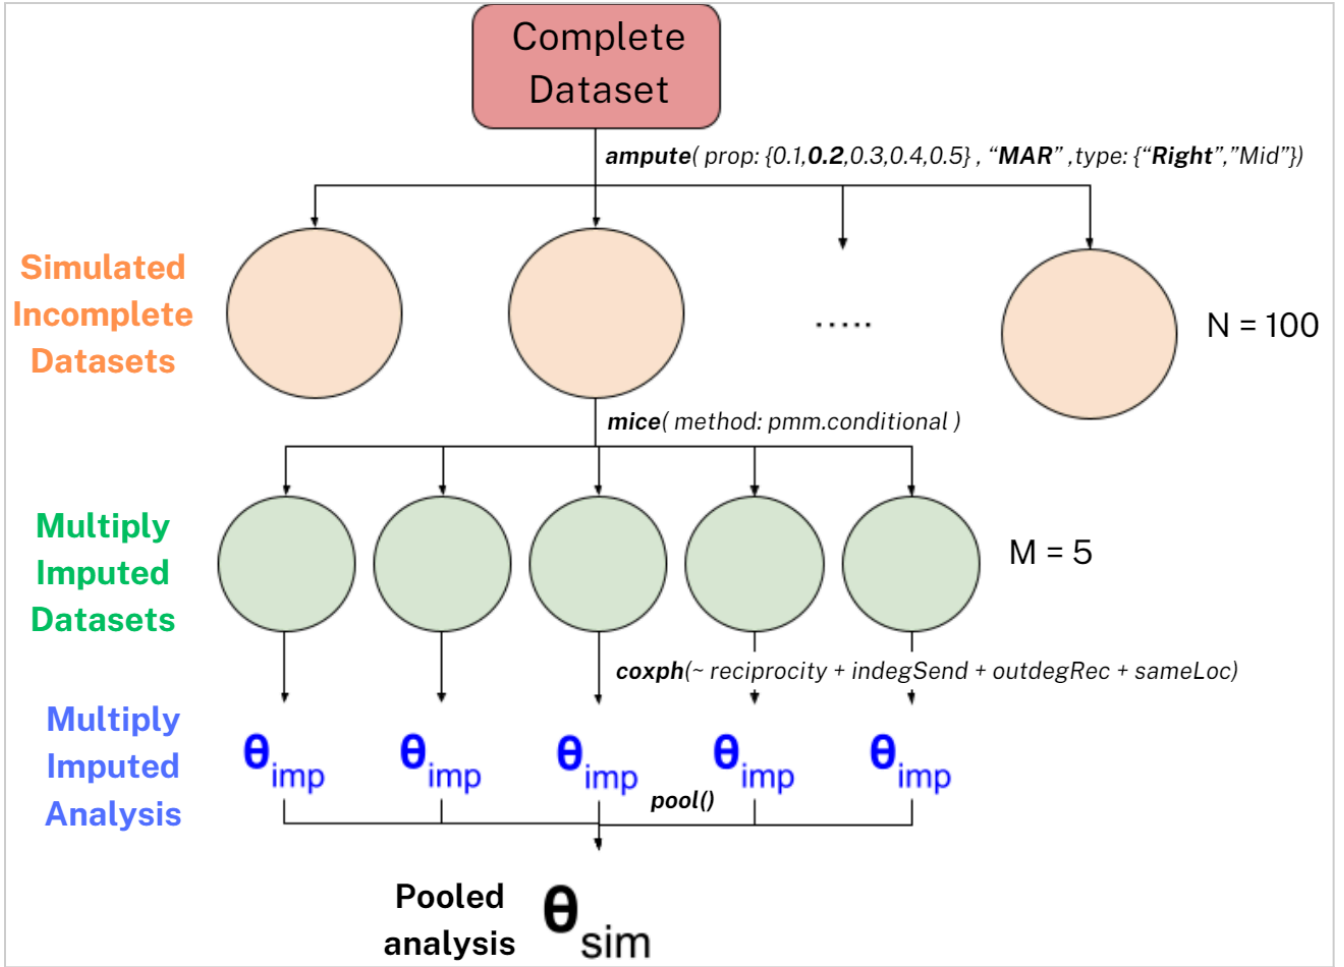 Complete
Dataset
ampute( prop: {0.1,0.2,0.3,0.4,0.5} , “MAR” ,type: {“Right”,”Mid”})
Simulated
Incomplete
Datasets
.....
N = 100
mice( method: pmm.conditional )
Multiply
Imputed
Datasets
M = 5
coxph(~ reciprocity + indegSend + outdegRec + sameLoc)
Multiply
Imputed
Analysis
θimp θimp θimp θimp θimp
pool()
Pooled
analysis
θsim